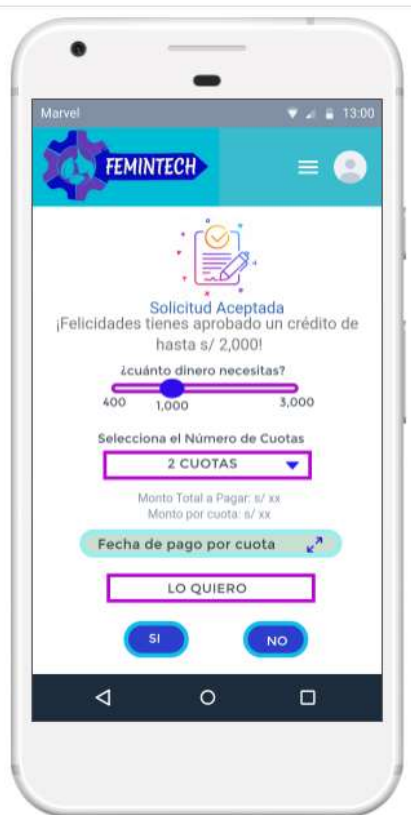 Marvel 13:00
FEMINTECH
Solicitud Aceptada
¡Felicidades tienes aprobado un crédito de
hasta s/ 2,000!
¿cuánto dinero necesitas?
400 1,000 3,000
Selecciona el Número de Cuotas
2 CUOTAS
Monto Total a Pagar: s/ xx
Monto por cuota: s/ xx
Fecha de pago por cuota
LO QUIERO
SI NO